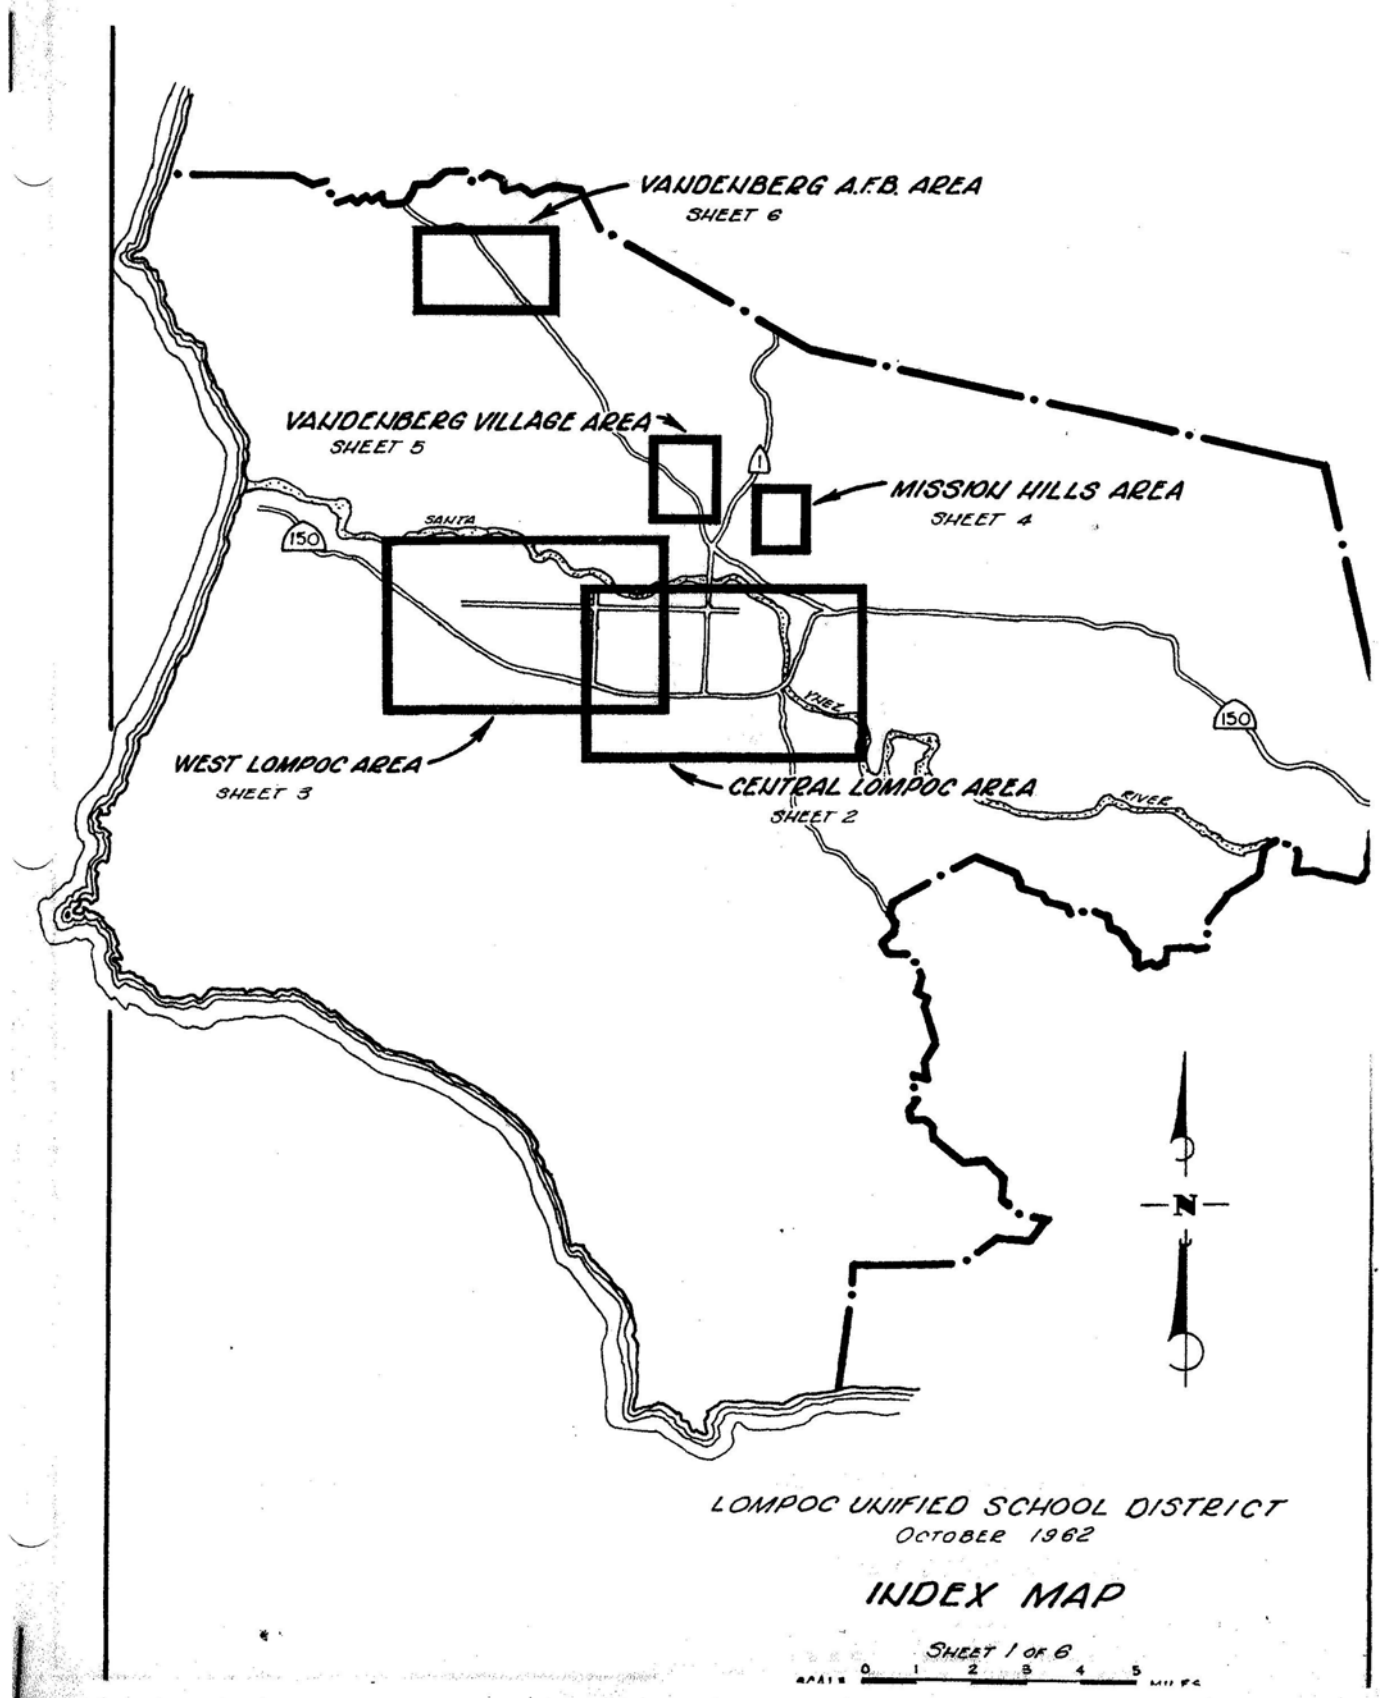 VANDENBERG A.F.B. AREA
SHEET 6
VANDENBERG VILLAGE AREA
SHEET 5
1
MISSION HILLS AREA
SHEET 4
SANTA
150
YNEZ
150
WEST LOMPOC AREA
SHEET 3
CENTRAL LOMPOC AREA
SHEET 2
RIVER
N
LOMPOC UNIFIED SCHOOL DISTRICT
OCTOBER 1962
INDEX MAP
SHEET 1 OF 6
SCALE 0 1 2 3 4 5 MILES